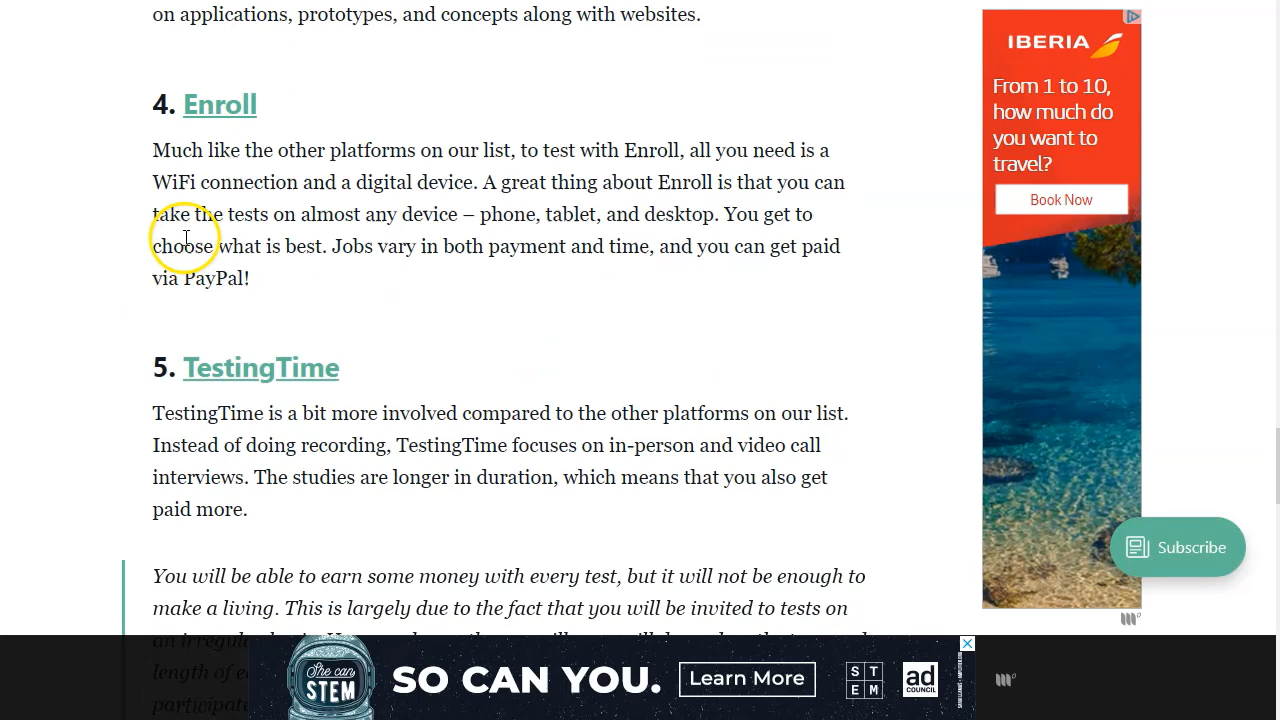 on applications, prototypes, and concepts along with websites.
4. Enroll
Much like the other platforms on our list, to test with Enroll, all you need is a
WiFi connection and a digital device. A great thing about Enroll is that you can
take the tests on almost any device – phone, tablet, and desktop. You get to
choose what is best. Jobs vary in both payment and time, and you can get paid
via PayPal!
5. TestingTime
TestingTime is a bit more involved compared to the other platforms on our list.
Instead of doing recording, TestingTime focuses on in-person and video call
interviews. The studies are longer in duration, which means that you also get
paid more.
You will be able to earn some money with every test, but it will not be enough to
make a living. This is largely due to the fact that you will be invited to tests on
IBERIA
From 1 to 10,
how much do
you want to
travel?
Book Now
Subscribe
She can
STEM
SO CAN YOU.
Learn More
ST
EM
ad
COUNCIL